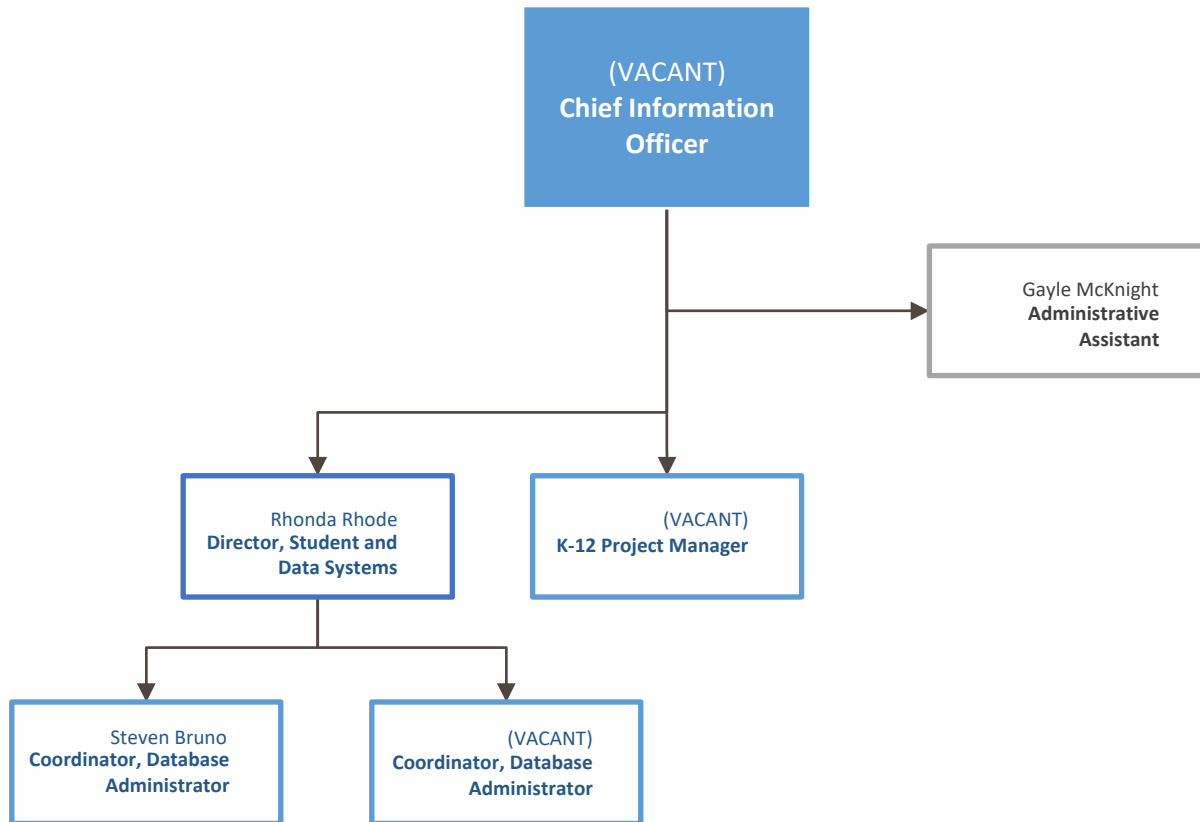 (VACANT)
Chief Information
Officer
Gayle McKnight
Administrative
Assistant
Rhonda Rhode
Director, Student and
Data Systems
(VACANT)
K-12 Project Manager
Steven Bruno
Coordinator, Database
Administrator
(VACANT)
Coordinator, Database
Administrator